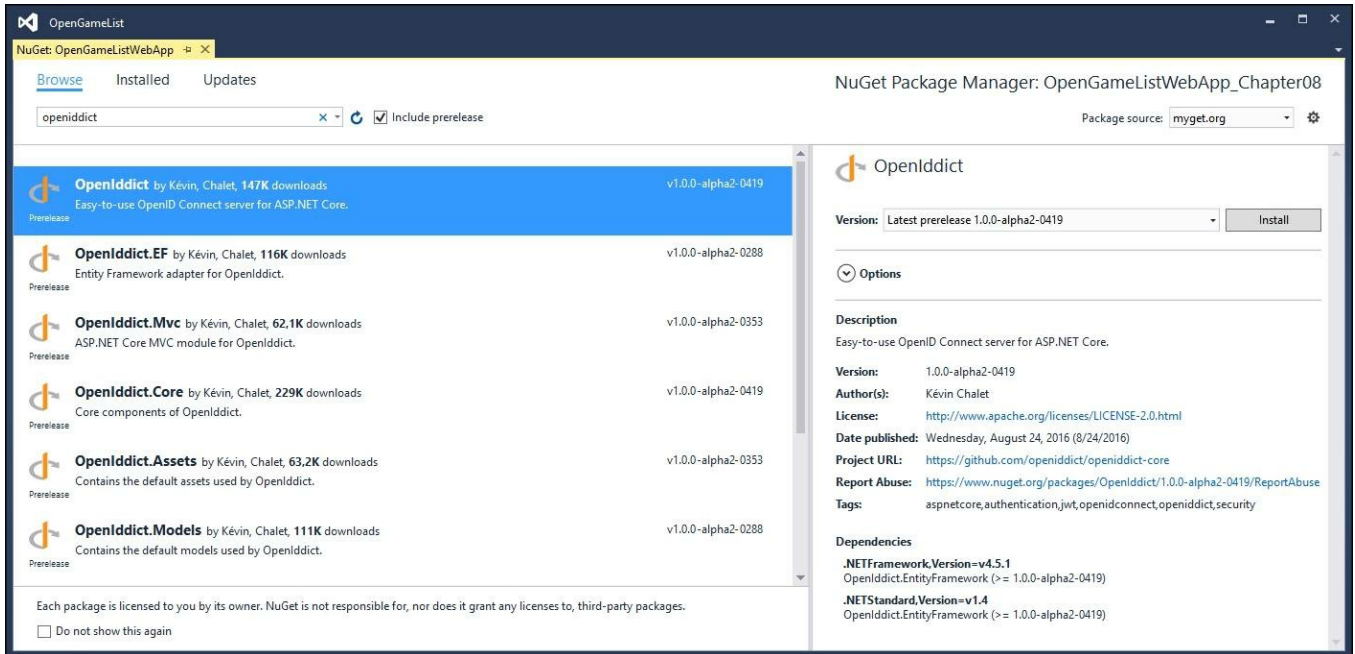 OpenGameList
NuGet: OpenGameListWebApp
Browse Installed Updates
NuGet Package Manager: OpenGameListWebApp_Chapter08
openiddict
Include prerelease
Package source: myget.org
OpenIddict by Kévin, Chalet, 147K downloads v1.0.0-alpha2-0419
Easy-to-use OpenID Connect server for ASP.NET Core.
Prerelease
OpenIddict.EF by Kévin, Chalet, 116K downloads v1.0.0-alpha2-0288
Entity Framework adapter for OpenIddict.
Prerelease
OpenIddict.Mvc by Kévin, Chalet, 62,1K downloads v1.0.0-alpha2-0353
ASP.NET Core MVC module for OpenIddict.
Prerelease
OpenIddict.Core by Kévin, Chalet, 229K downloads v1.0.0-alpha2-0419
Core components of OpenIddict.
Prerelease
OpenIddict.Assets by Kévin, Chalet, 63,2K downloads v1.0.0-alpha2-0353
Contains the default assets used by OpenIddict.
Prerelease
OpenIddict.Models by Kévin, Chalet, 111K downloads v1.0.0-alpha2-0288
Contains the default models used by OpenIddict.
Prerelease
Each package is licensed to you by its owner. NuGet is not responsible for, nor does it grant any licenses to, third-party packages.
Do not show this again
OpenIddict
Version: Latest prerelease 1.0.0-alpha2-0419 Install
Options
Description
Easy-to-use OpenID Connect server for ASP.NET Core.
Version: 1.0.0-alpha2-0419
Author(s): Kévin Chalet
License: http://www.apache.org/licenses/LICENSE-2.0.html
Date published: Wednesday, August 24, 2016 (8/24/2016)
Project URL: https://github.com/openiddict/openiddict-core
Report Abuse: https://www.nuget.org/packages/OpenIddict/1.0.0-alpha2-0419/ReportAbuse
Tags: aspnetcore,authentication,jwt,openidconnect,openiddict,security
Dependencies
.NETFramework,Version=v4.5.1
OpenIddict.EntityFramework (>= 1.0.0-alpha2-0419)
.NETStandard,Version=v1.4
OpenIddict.EntityFramework (>= 1.0.0-alpha2-0419)